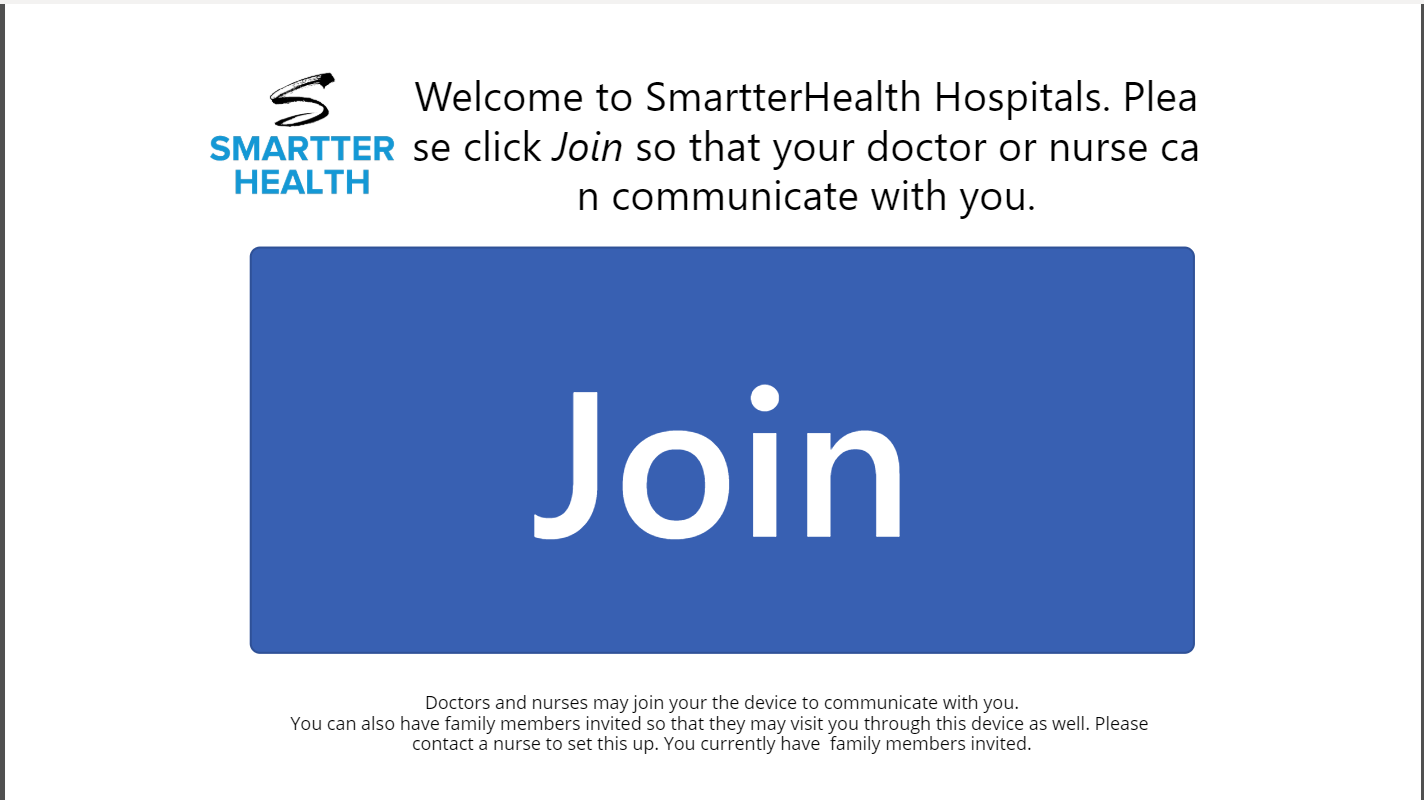 SMARTTER
HEALTH
Welcome to SmartterHealth Hospitals. Plea
se click Join so that your doctor or nurse ca
n communicate with you.
Join
Doctors and nurses may join your the device to communicate with you.
You can also have family members invited so that they may visit you through this device as well. Please
contact a nurse to set this up. You currently have  family members invited.